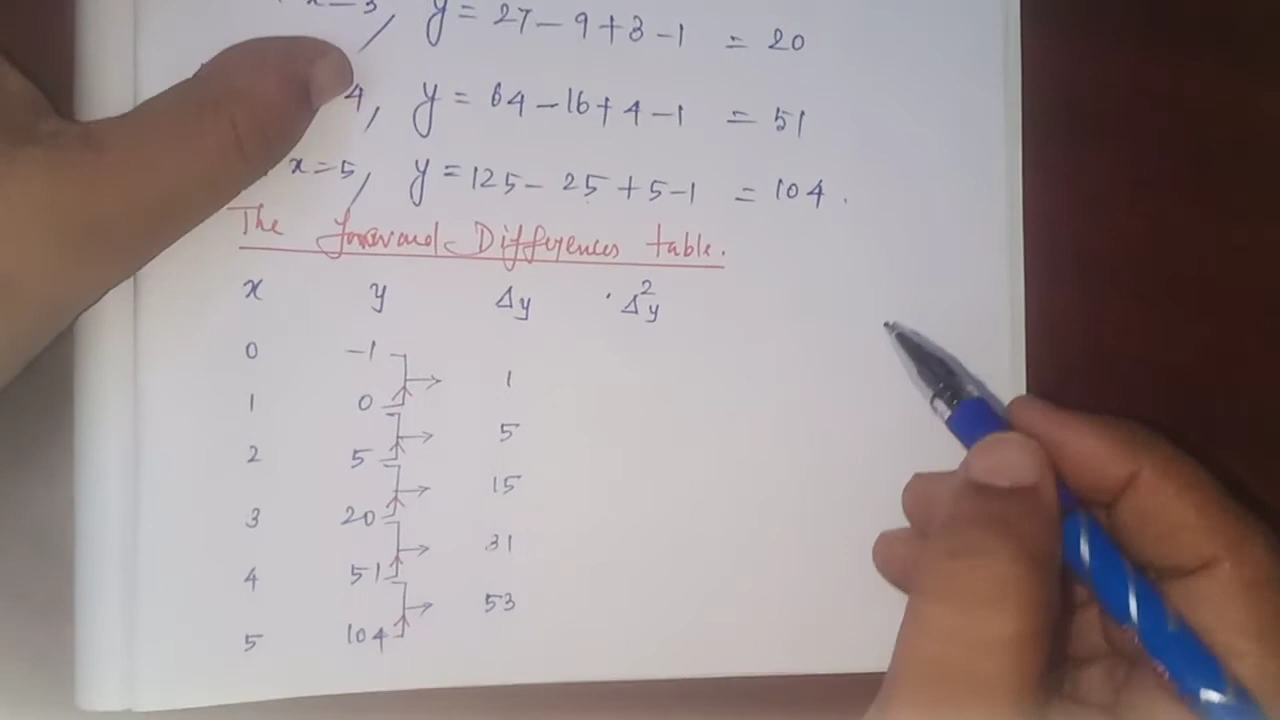 x=3, y = 27 - 9 + 3 - 1 = 20
4, y = 64 - 16 + 4 - 1 = 51
x=5, y = 125 - 25 + 5 - 1 = 104.
The forward Differences table.
x y Δy Δ²y
0 -1
1
1 0
5
2 5
15
3 20
31
4 51
53
5 104